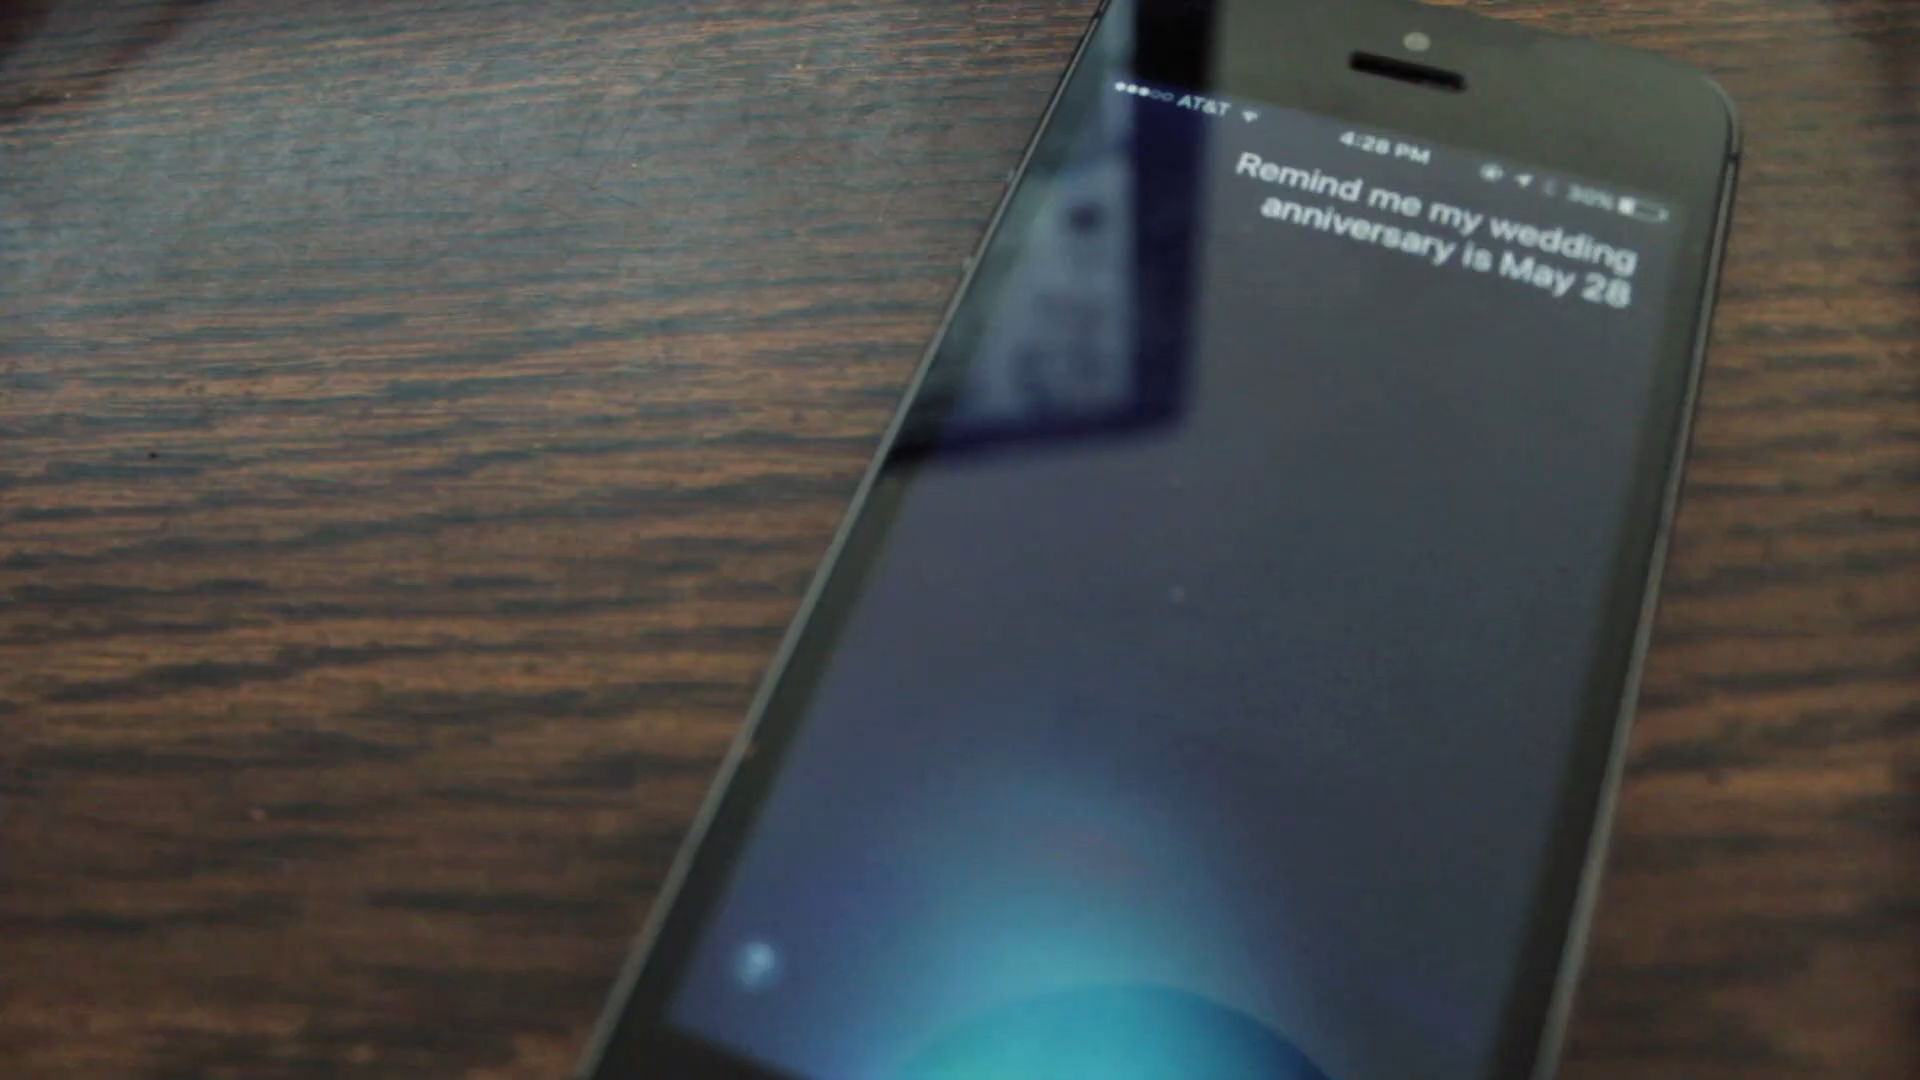 AT&T
4:28 PM
30%
Remind me my wedding
anniversary is May 28